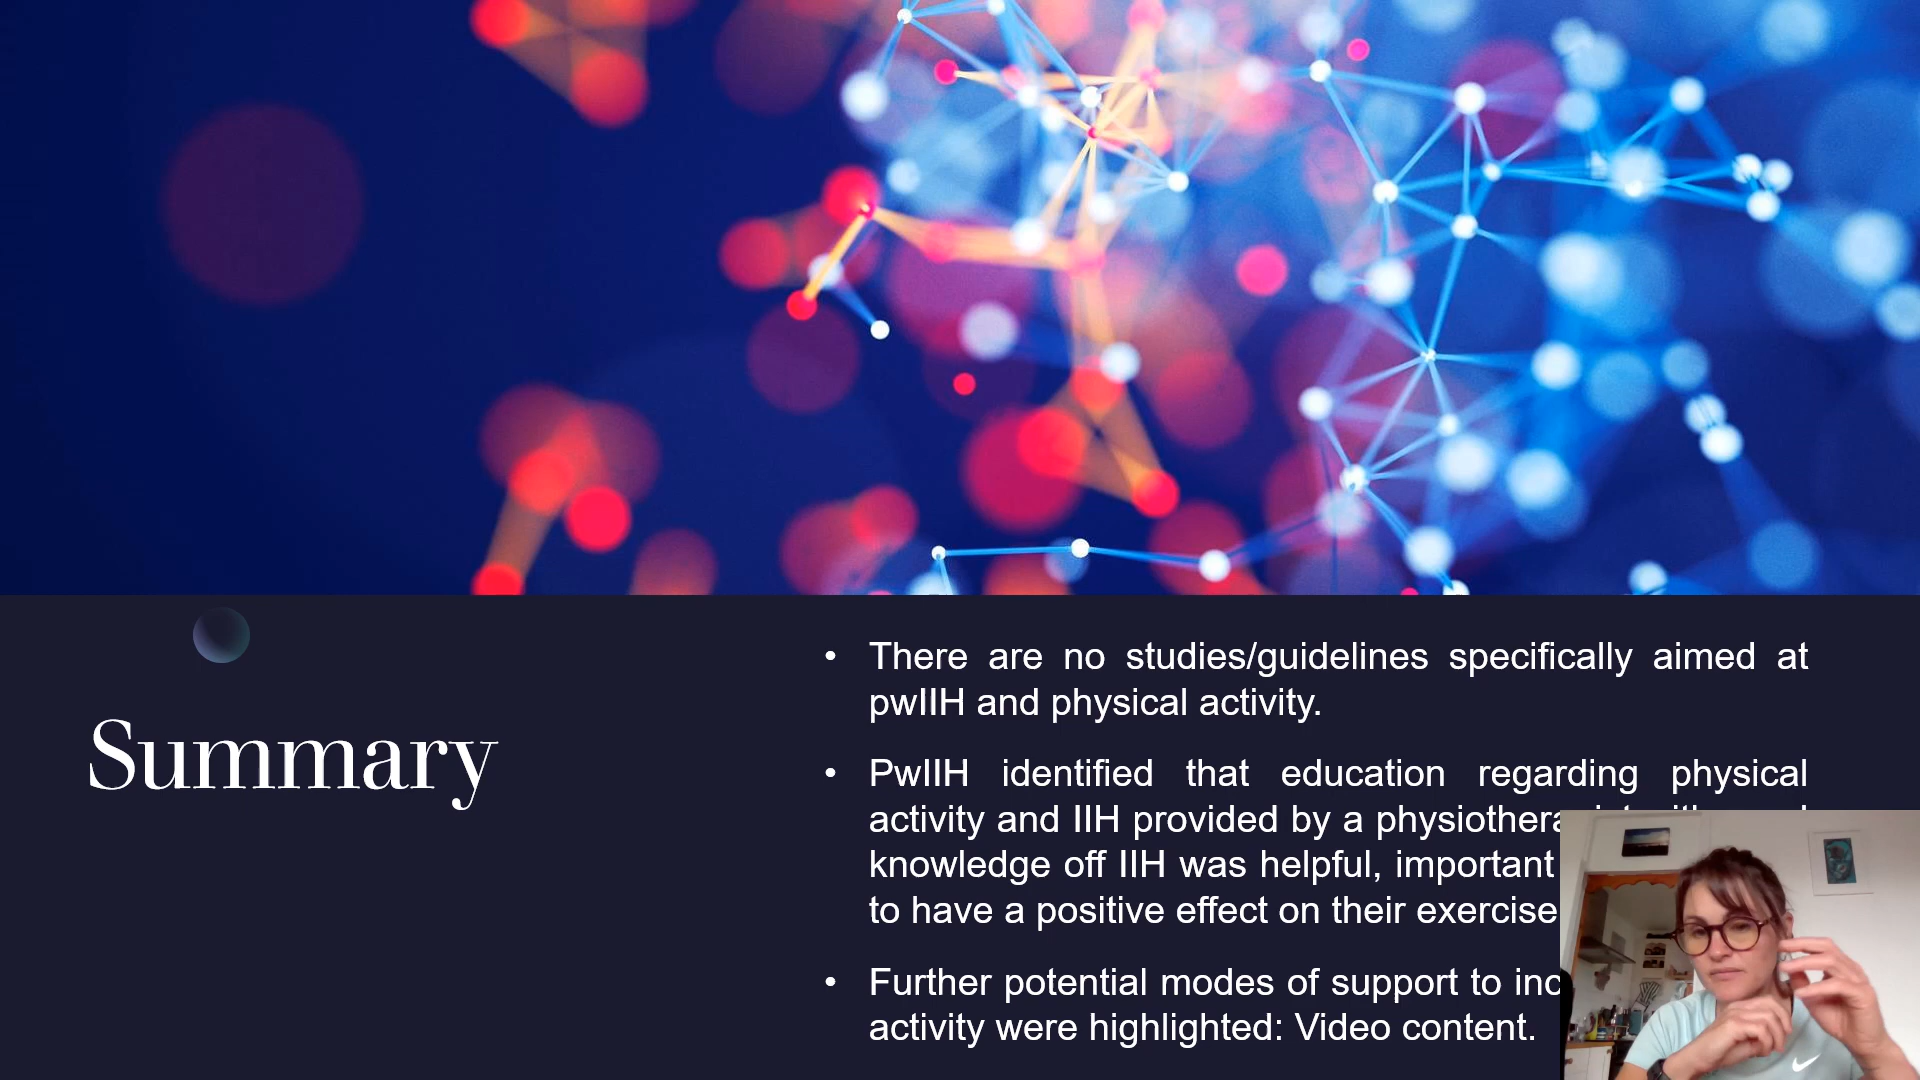 Summary
• There are no studies/guidelines specifically aimed at
pwIIH and physical activity.
• PwIIH identified that education regarding physical
activity and IIH provided by a
knowledge off IIH was helpful, important
to have a positive effect on their exercise
• Further potential modes of support to
activity were highlighted: Video content.